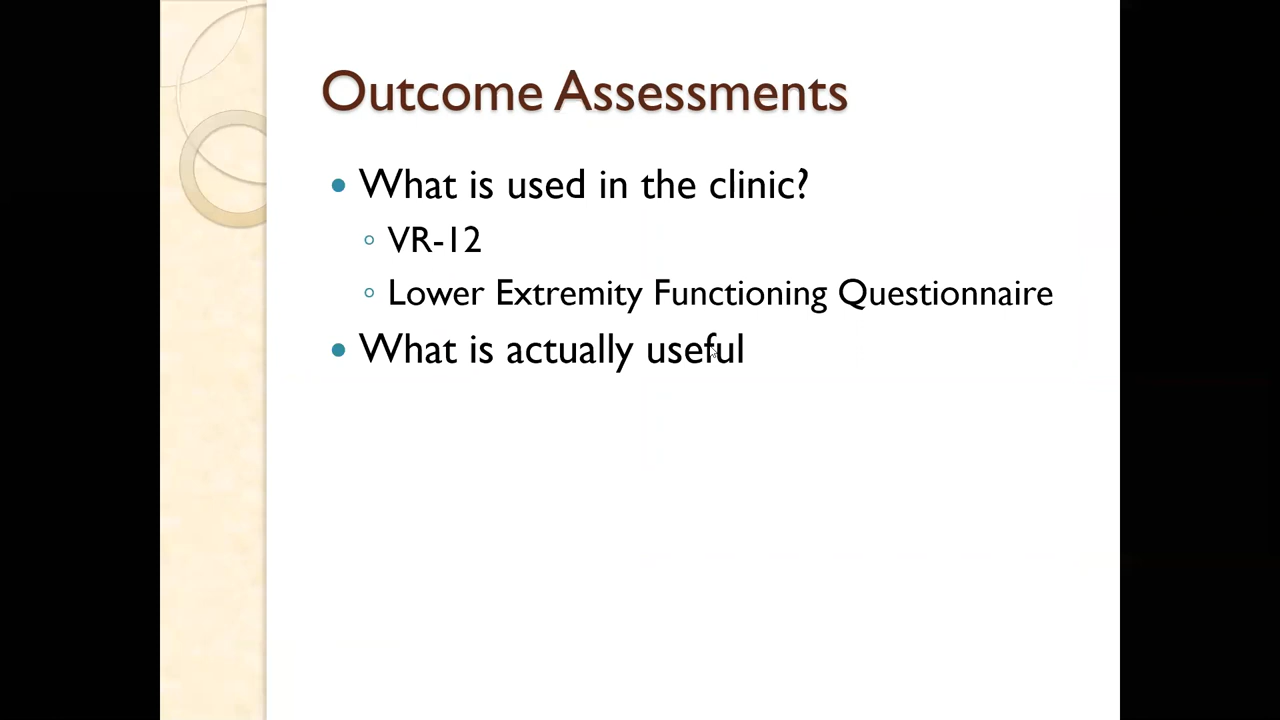 Outcome Assessments
What is used in the clinic?
VR-12
Lower Extremity Functioning Questionnaire
What is actually useful